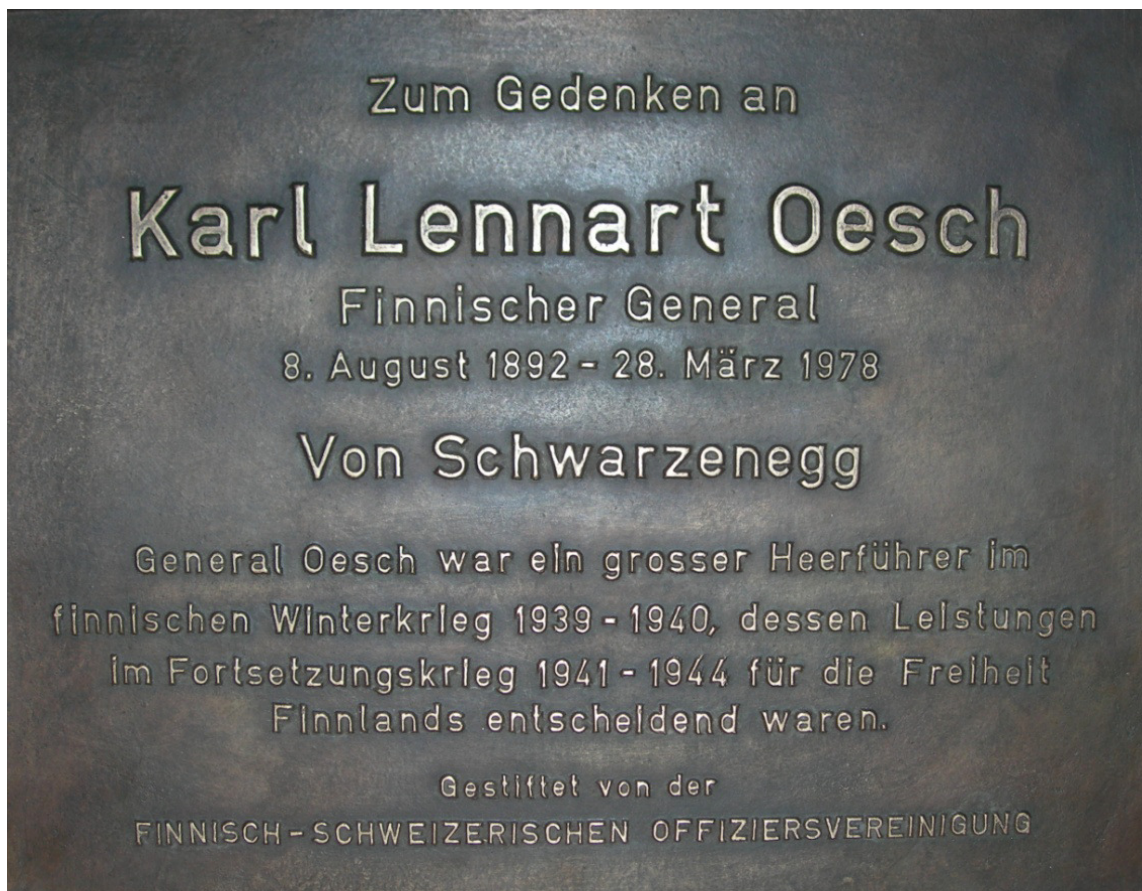 Zum Gedenken an
Karl Lennart Oesch
Finnischer General
8. August 1892 - 28. März 1978
Von Schwarzenegg
General Oesch war ein grosser Heerführer im
finnischen Winterkrieg 1939 - 1940, dessen Leistungen
im Fortsetzungskrieg 1941 - 1944 für die Freiheit
Finnlands entscheidend waren.
Gestiftet von der
FINNISCH - SCHWEIZERISCHEN OFFIZIERSVEREINIGUNG